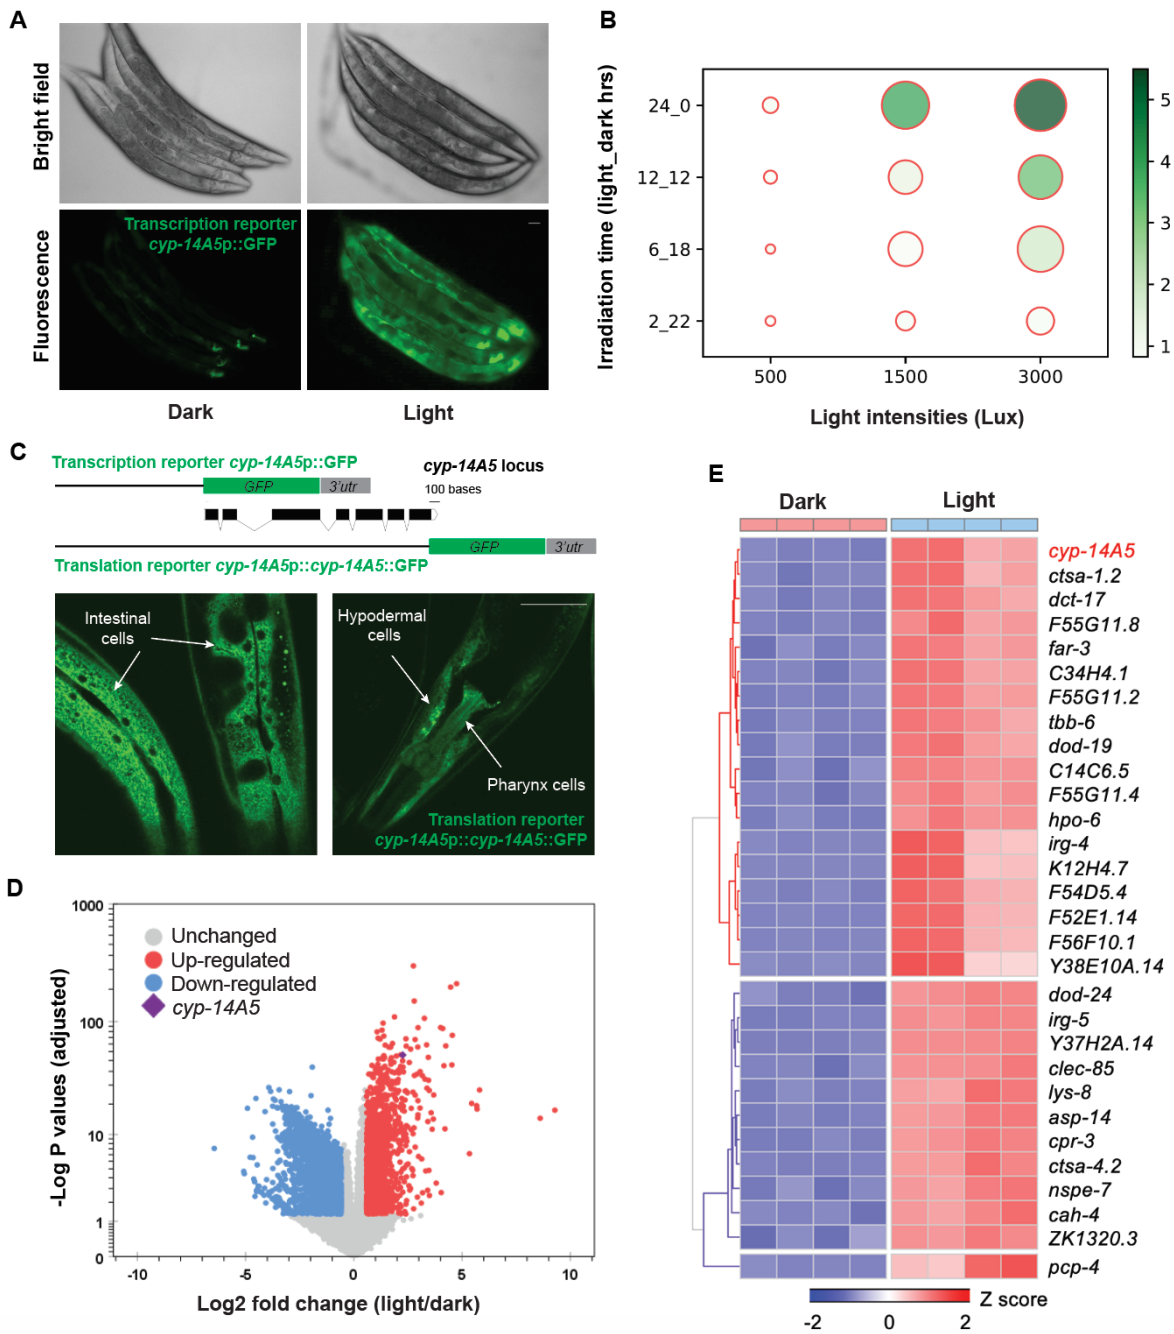 A
Bright field
Fluorescence
Transcription reporter
cyp-14A5p::GFP
Dark
Light
B
Irradiation time (light_dark hrs)
24_0
12_12
6_18
2_22
500
1500
3000
Light intensities (Lux)
5
4
3
2
1
C
Transcription reporter cyp-14A5p::GFP
cyp-14A5 locus
GFP
3'utr
100 bases
GFP
3'utr
Translation reporter cyp-14A5p::cyp-14A5::GFP
Intestinal
cells
Hypodermal
cells
Pharynx cells
Translation reporter
cyp-14A5p::cyp-14A5::GFP
D
-Log P values (adjusted)
1000
100
10
1
0
Unchanged
Up-regulated
Down-regulated
cyp-14A5
-10
-5
0
5
10
Log2 fold change (light/dark)
E
Dark
Light
cyp-14A5
ctsa-1.2
dct-17
F55G11.8
far-3
C34H4.1
F55G11.2
tbb-6
dod-19
C14C6.5
F55G11.4
hpo-6
irg-4
K12H4.7
F54D5.4
F52E1.14
F56F10.1
Y38E10A.14
dod-24
irg-5
Y37H2A.14
clec-85
lys-8
asp-14
cpr-3
ctsa-4.2
nspe-7
cah-4
ZK1320.3
pcp-4
Z score
-2
0
2